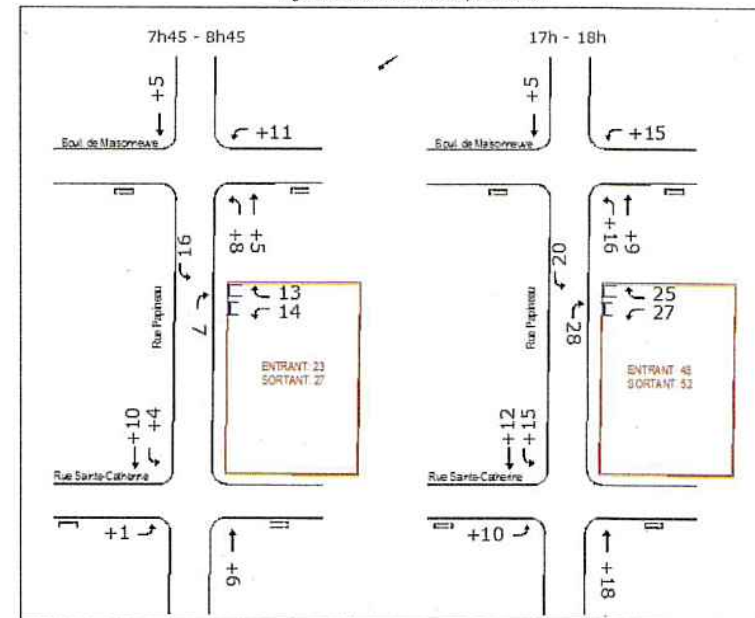 7h45 - 8h45
+5
+11
Boul. de Maisonneuve
+8
+5
16
7
13
14
Rue Papineau
ENTRANT: 23
SORTANT: 27
+10
+4
Rue Sainte-Catherine
+1
+6
17h - 18h
+5
+15
Boul. de Maisonneuve
+16
+9
20
28
25
27
Rue Papineau
ENTRANT: 48
SORTANT: 52
+12
+15
Rue Sainte-Catherine
+10
+18